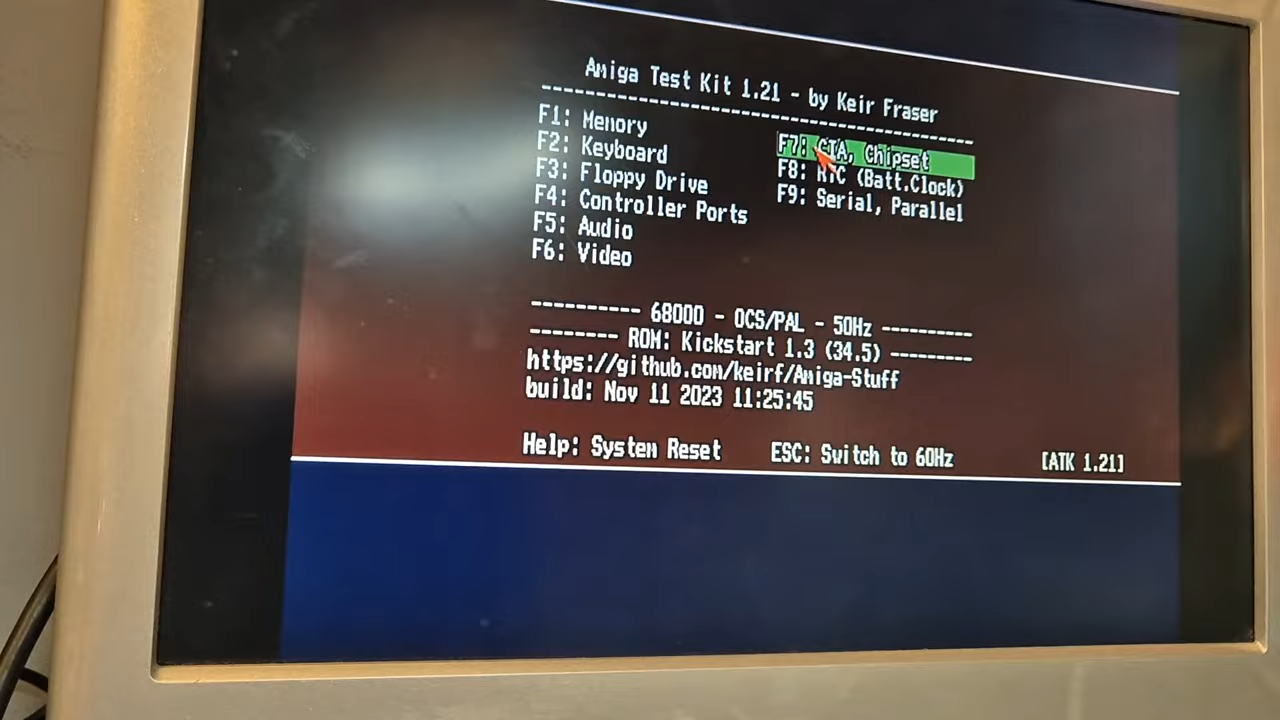 Amiga Test Kit 1.21 - by Keir Fraser
------------------------------------
F1: Memory
F2: Keyboard
F3: Floppy Drive
F4: Controller Ports
F5: Audio
F6: Video
F7: CIA, Chipset
F8: RTC (Batt.Clock)
F9: Serial, Parallel
---------- 68000 - OCS/PAL - 50Hz ----------
-------- ROM: Kickstart 1.3 (34.5) --------
https://github.com/keirf/Amiga-Stuff
build: Nov 11 2023 11:25:45
Help: System Reset ESC: Switch to 60Hz [ATK 1.21]